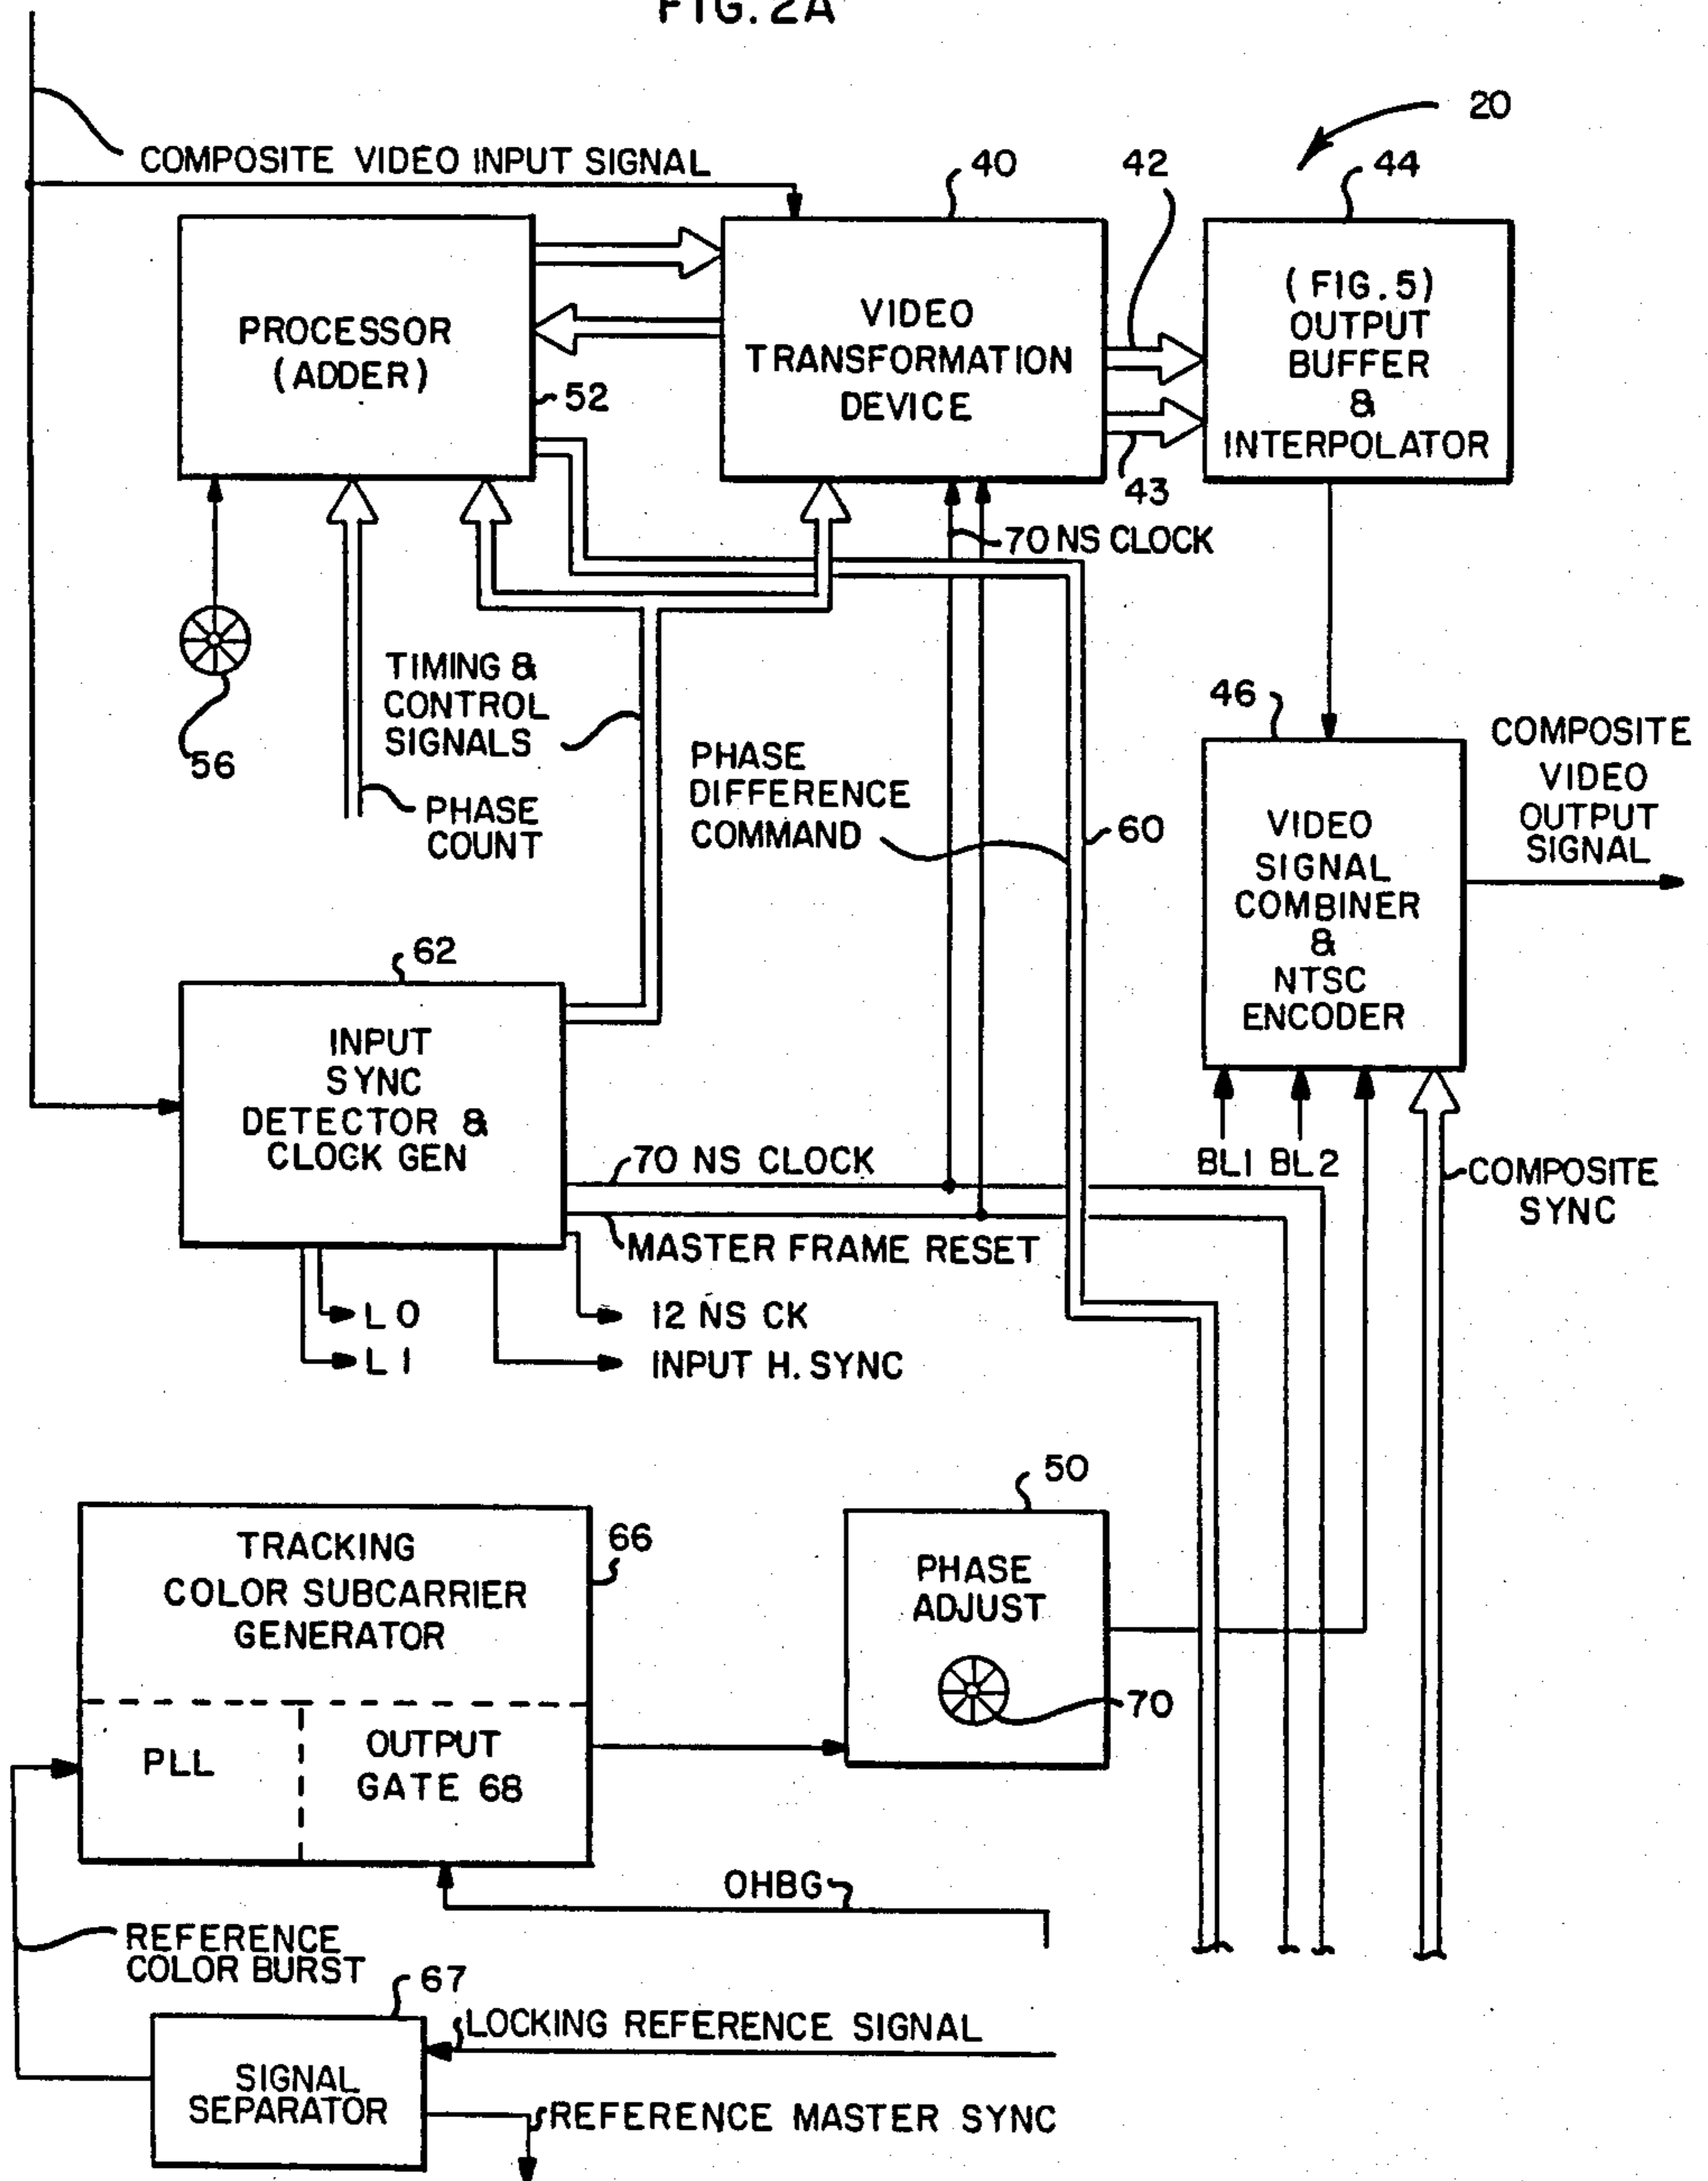 FIG. 2A
20
COMPOSITE VIDEO INPUT SIGNAL
40
42
44
PROCESSOR
(ADDER)
52
VIDEO
TRANSFORMATION
DEVICE
(FIG. 5)
OUTPUT
BUFFER
&
INTERPOLATOR
43
70 NS CLOCK
56
TIMING &
CONTROL
SIGNALS
PHASE
COUNT
PHASE
DIFFERENCE
COMMAND
60
46
VIDEO
SIGNAL
COMBINER
&
NTSC
ENCODER
COMPOSITE
VIDEO
OUTPUT
SIGNAL
62
INPUT
SYNC
DETECTOR &
CLOCK GEN
70 NS CLOCK
MASTER FRAME RESET
BL1 BL2
COMPOSITE
SYNC
L0
L1
12 NS CK
INPUT H. SYNC
TRACKING
COLOR SUBCARRIER
GENERATOR
66
PLL
OUTPUT
GATE 68
50
PHASE
ADJUST
70
OHBG
REFERENCE
COLOR BURST
67
LOCKING REFERENCE SIGNAL
SIGNAL
SEPARATOR
REFERENCE MASTER SYNC